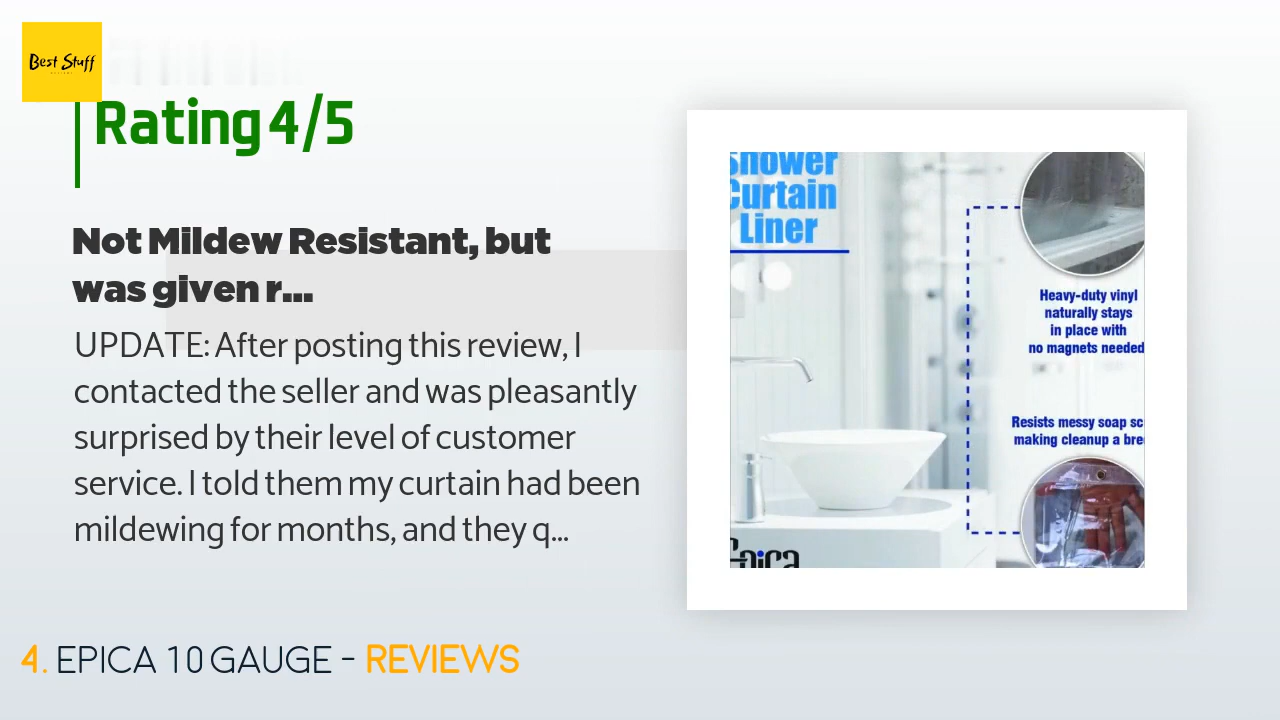 Best Stuff
Rating 4/5
Not Mildew Resistant, but
was given r...
UPDATE: After posting this review, I
contacted the seller and was pleasantly
surprised by their level of customer
service. I told them my curtain had been
mildewing for months, and they q...
Shower
Curtain
Liner
Heavy-duty vinyl
naturally stays
in place with
no magnets needed
Resists messy soap sc
making cleanup a bre
Epica
4. EPICA 10 GAUGE - REVIEWS